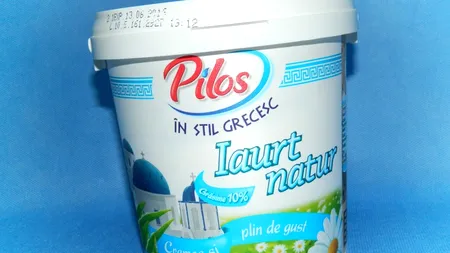 Pilos
ÎN STIL GRECESC
Iaurt
natur
Grăsime 10%
plin de gust